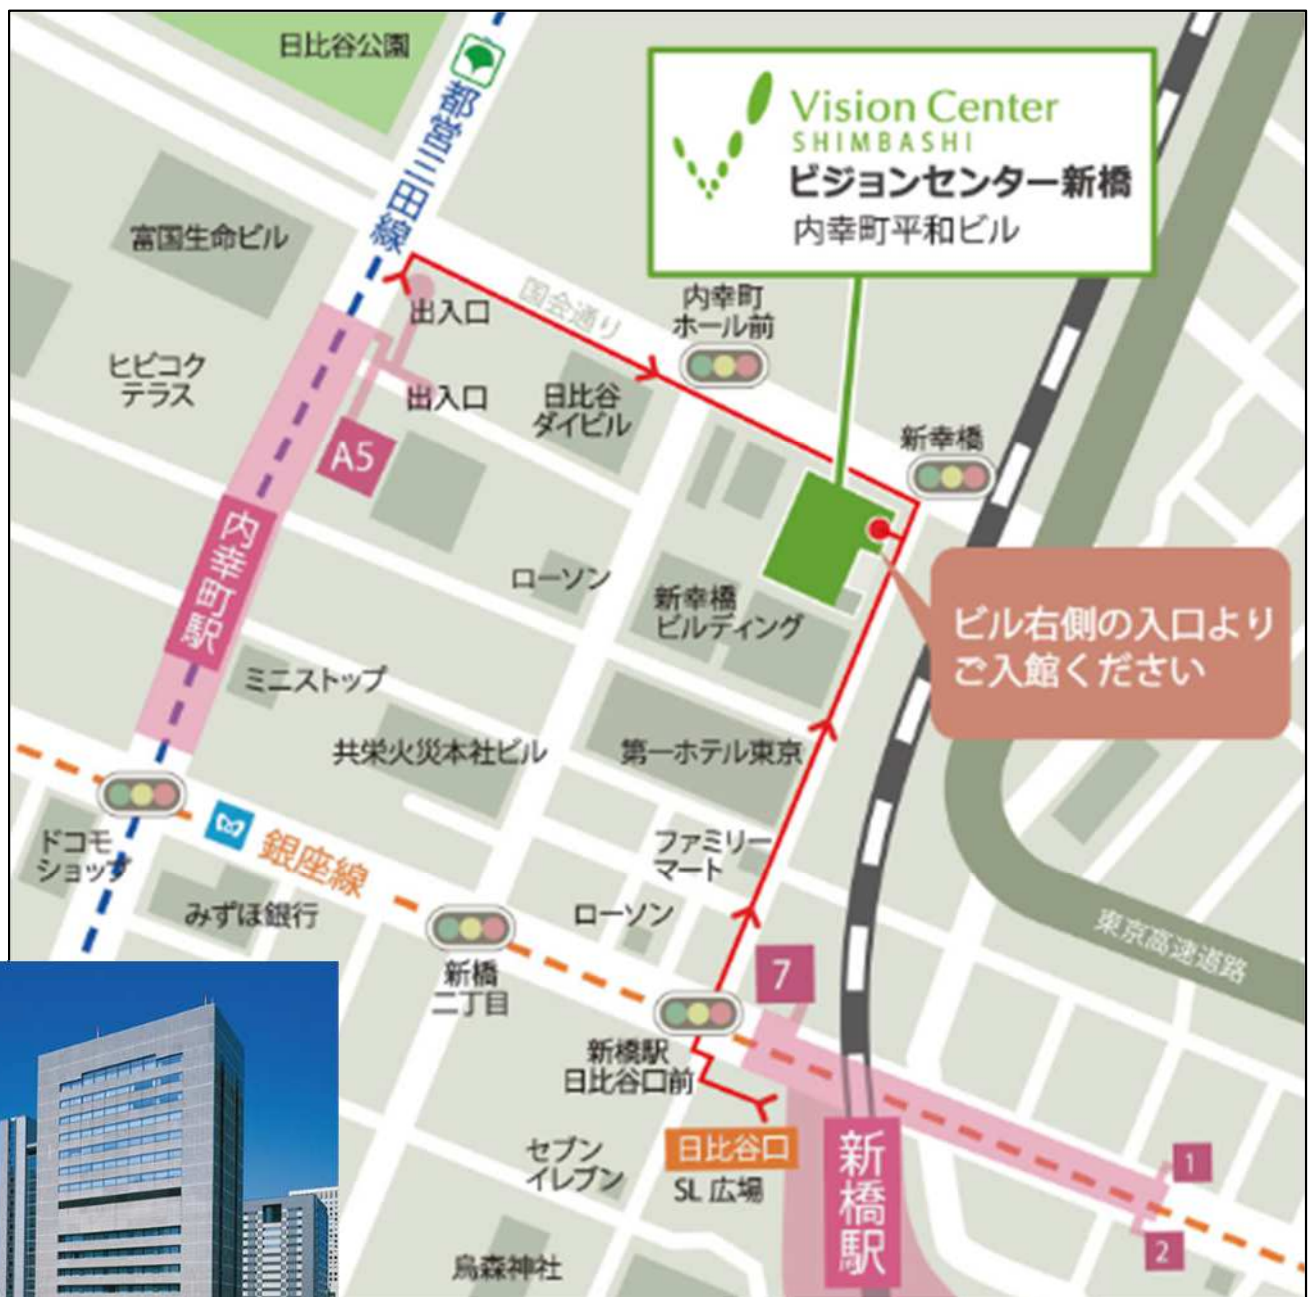 日比谷公園
都営三田線
Vision Center
SHIMBASHI
ビジョンセンター新橋
内幸町平和ビル
富国生命ビル
出入口
国会通り
内幸町
ホール前
ヒビコク
テラス
出入口
日比谷
ダイビル
新幸橋
A5
内幸町駅
ローソン
新幸橋
ビルディング
ビル右側の入口より
ご入館ください
ミニストップ
共栄火災本社ビル
第一ホテル東京
ドコモ
ショップ
銀座線
ファミリー
マート
みずほ銀行
ローソン
東京高速道路
新橋
二丁目
7
新橋駅
日比谷口前
セブン
イレブン
日比谷口
SL 広場
新橋駅
1
2
烏森神社